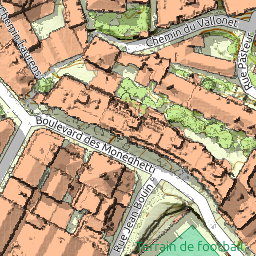 Chemin du Vallonet
Rue Pasteur
Boulevard des Moneghetti
Rue Jean Bouin
Terrain de football